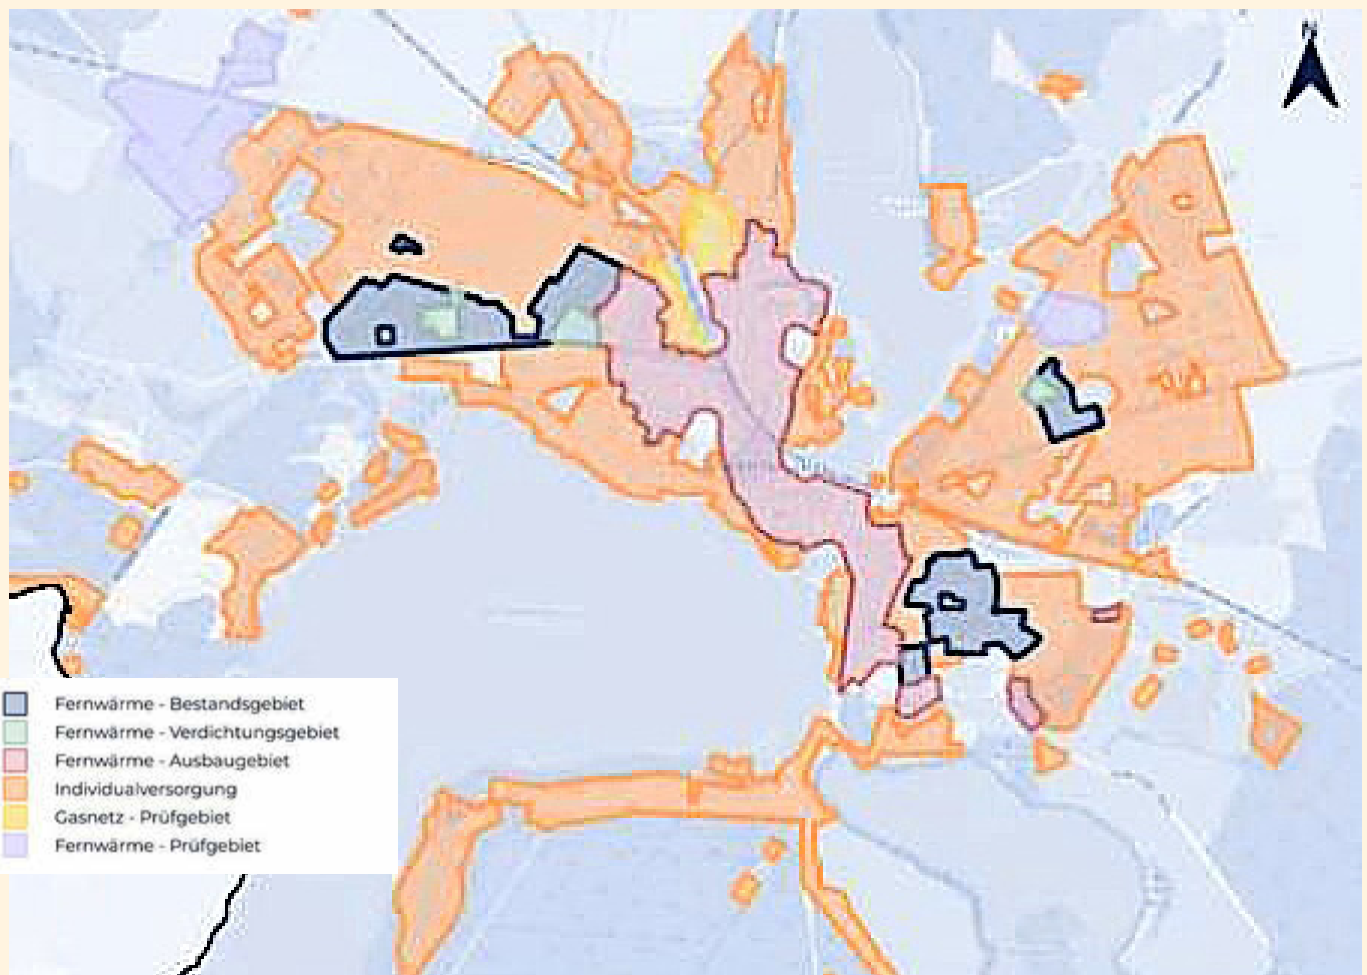 N
Fernwärme - Bestandsgebiet
Fernwärme - Verdichtungsgebiet
Fernwärme - Ausbaugebiet
Individualversorgung
Gasnetz - Prüfgebiet
Fernwärme - Prüfgebiet